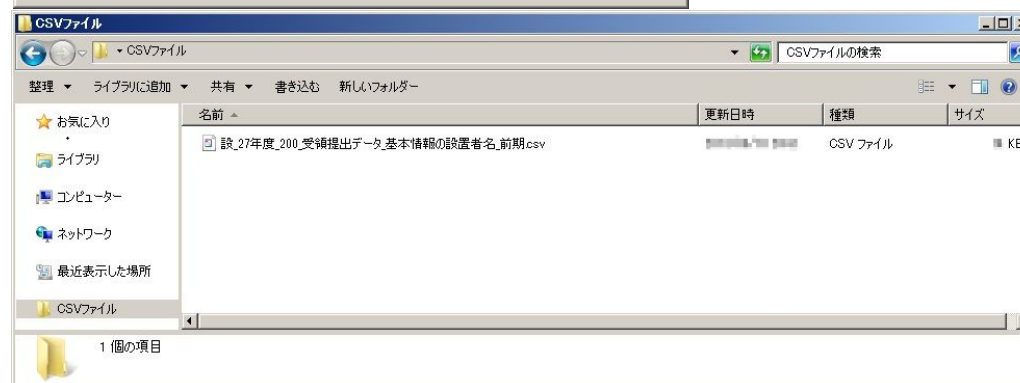 CSVファイル
CSVファイル
CSVファイルの検索
整理 ライブラリに追加 共有 書き込む 新しいフォルダー
名前 更新日時 種類 サイズ
設_27年度_200_受領提出データ_基本情報の設置者名_前期.csv CSV ファイル KB
お気に入り
ライブラリ
コンピューター
ネットワーク
最近表示した場所
CSVファイル
1 個の項目